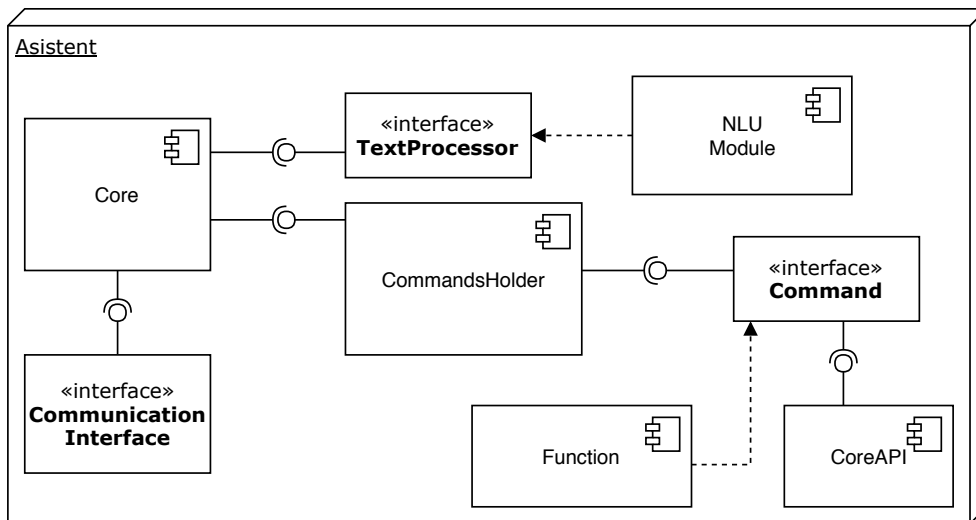 Asistent
«interface»
TextProcessor
NLU
Module
Core
CommandsHolder
«interface»
Command
«interface»
Communication
Interface
Function
CoreAPI